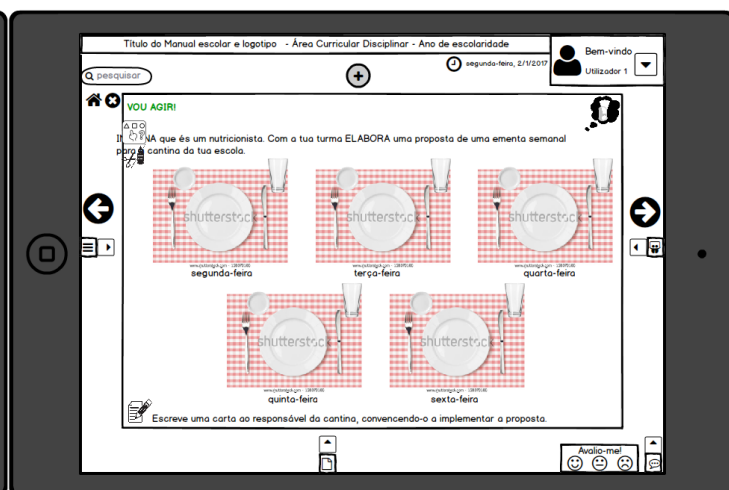 Título do Manual escolar e logotipo - Área Curricular Disciplinar - Ano de escolaridade
Bem-vindo
Utilizador 1
segunda-feira, 2/1/2017
pesquisar
VOU AGIR!
que és um nutricionista. Com a tua turma ELABORA uma proposta de uma ementa semanal
cantina da tua escola.
shutterstock
shutterstock
shutterstock
segunda-feira
terça-feira
quarta-feira
shutterstock
shutterstock
quinta-feira
sexta-feira
Escreve uma carta ao responsável da cantina, convencendo-o a implementar a proposta.
Avalia-me!